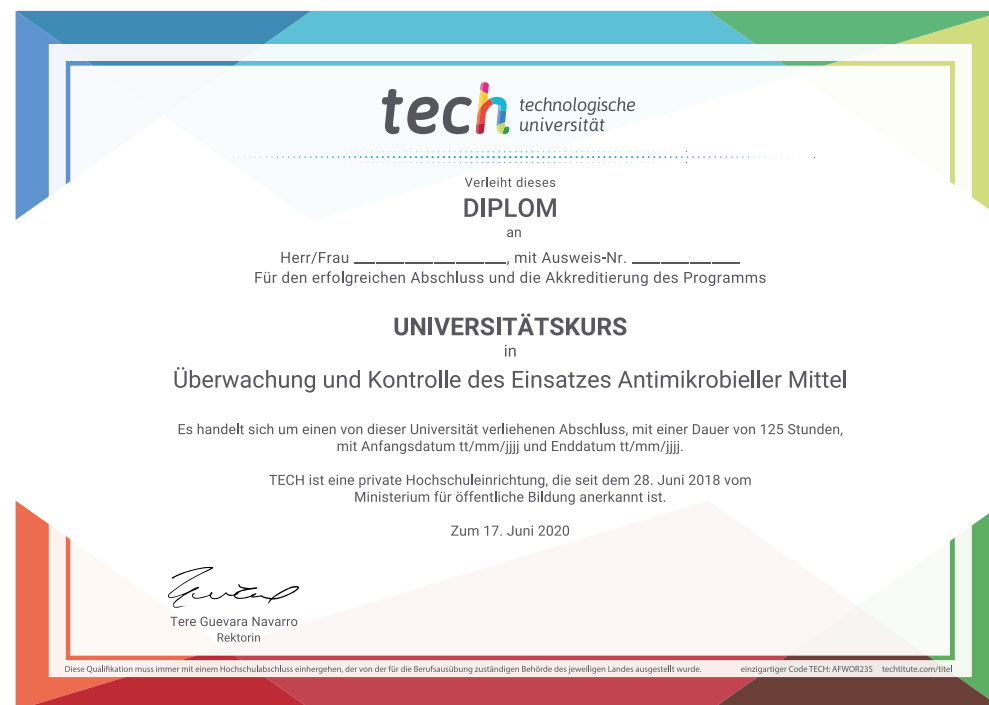 tech technologische
universität
Verleiht dieses
DIPLOM
an
Herr/Frau ________________, mit Ausweis-Nr. ___________
Für den erfolgreichen Abschluss und die Akkreditierung des Programms
UNIVERSITÄTSKURS
in
Überwachung und Kontrolle des Einsatzes Antimikrobieller Mittel
Es handelt sich um einen von dieser Universität verliehenen Abschluss, mit einer Dauer von 125 Stunden,
mit Anfangsdatum tt/mm/jjjj und Enddatum tt/mm/jjjj.
TECH ist eine private Hochschuleinrichtung, die seit dem 28. Juni 2018 vom
Ministerium für öffentliche Bildung anerkannt ist.
Zum 17. Juni 2020
Tere Guevara Navarro
Rektorin
Diese Qualifikation muss immer mit einem Hochschulabschluss einhergehen, der von der für die Berufsausübung zuständigen Behörde des jeweiligen Landes ausgestellt wurde. einzigartiger Code TECH: AFWOR23S techtitute.com/titel